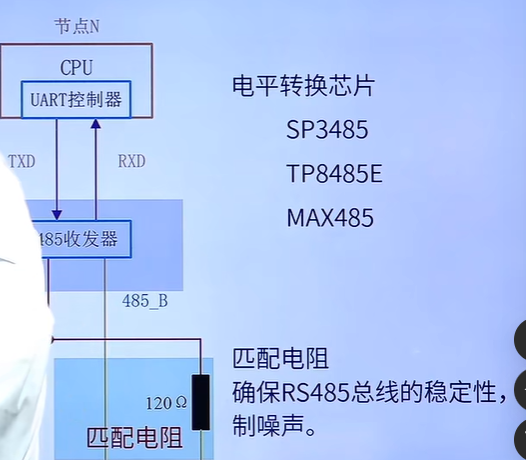 节点N
CPU
UART控制器
TXD
RXD
485收发器
485_B
120Ω
匹配电阻
电平转换芯片
SP3485
TP8485E
MAX485
匹配电阻
确保RS485总线的稳定性，
制噪声。